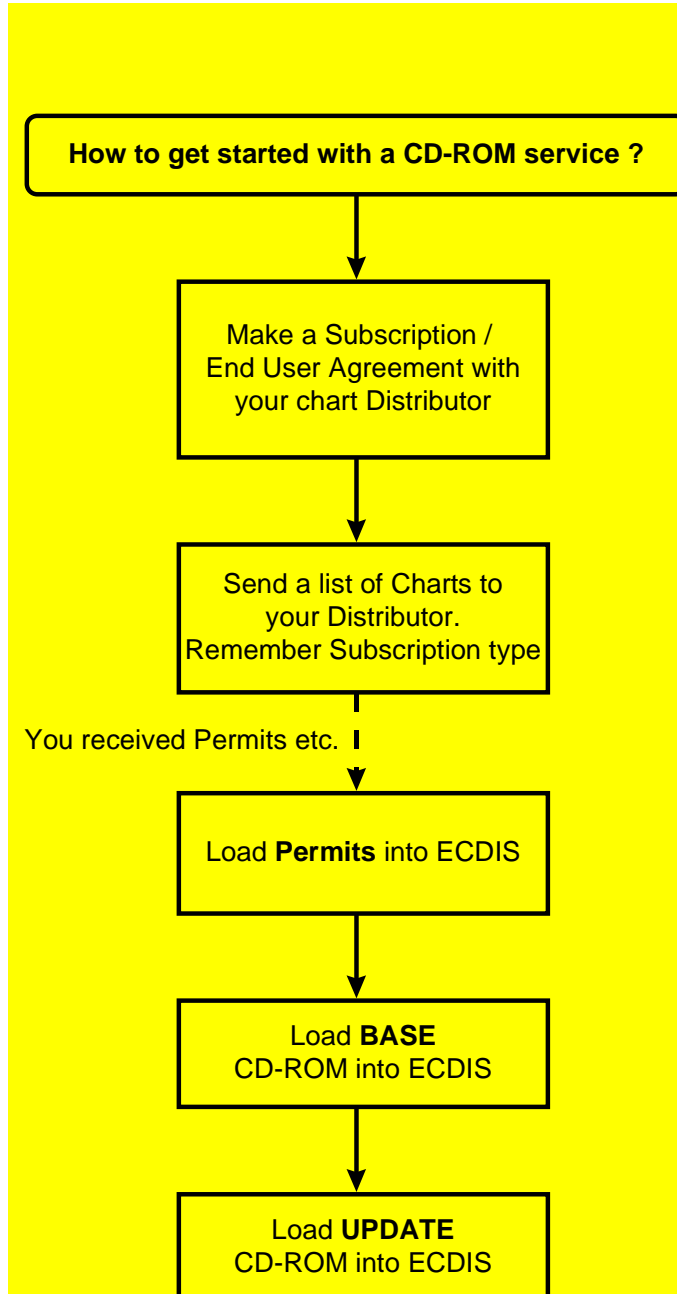 How to get started with a CD-ROM service ?
Make a Subscription /
End User Agreement with
your chart Distributor
Send a list of Charts to
your Distributor.
Remember Subscription type
You received Permits etc.
Load Permits into ECDIS
Load BASE
CD-ROM into ECDIS
Load UPDATE
CD-ROM into ECDIS